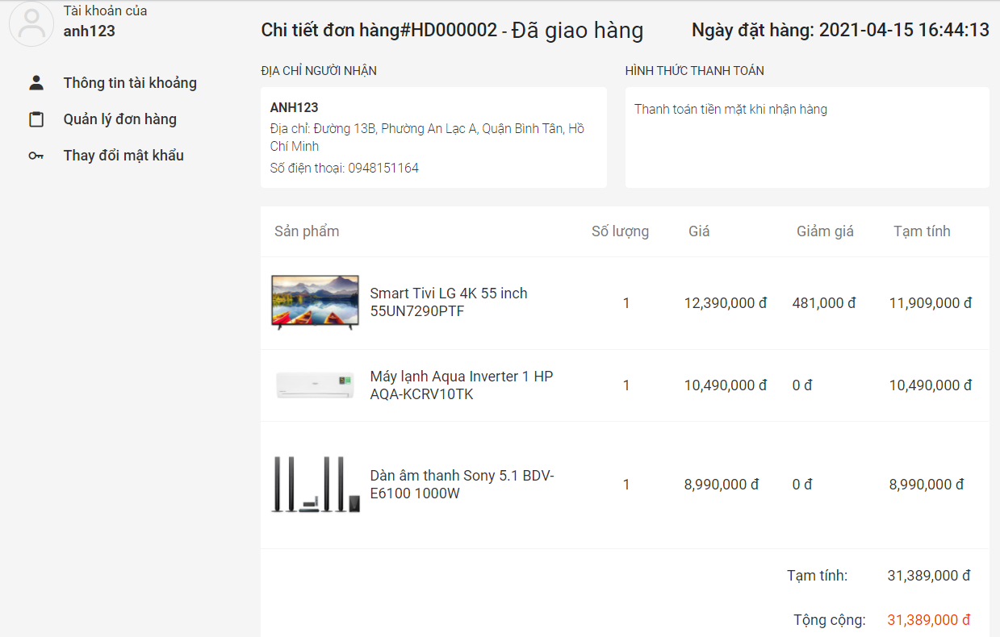 Tài khoản của
anh123
Thông tin tài khoảng
Quản lý đơn hàng
Thay đổi mật khẩu
Chi tiết đơn hàng#HD000002 - Đã giao hàng
Ngày đặt hàng: 2021-04-15 16:44:13
ĐỊA CHỈ NGƯỜI NHẬN
ANH123
Địa chỉ: Đường 13B, Phường An Lạc A, Quận Bình Tân, Hồ
Chí Minh
Số điện thoại: 0948151164
HÌNH THỨC THANH TOÁN
Thanh toán tiền mặt khi nhận hàng
Sản phẩm Số lượng Giá Giảm giá Tạm tính
Smart Tivi LG 4K 55 inch
55UN7290PTF
1 12,390,000 đ 481,000 đ 11,909,000 đ
Máy lạnh Aqua Inverter 1 HP
AQA-KCRV10TK
1 10,490,000 đ 0 đ 10,490,000 đ
Dàn âm thanh Sony 5.1 BDV-
E6100 1000W
1 8,990,000 đ 0 đ 8,990,000 đ
Tạm tính: 31,389,000 đ
Tộng cộng: 31,389,000 đ